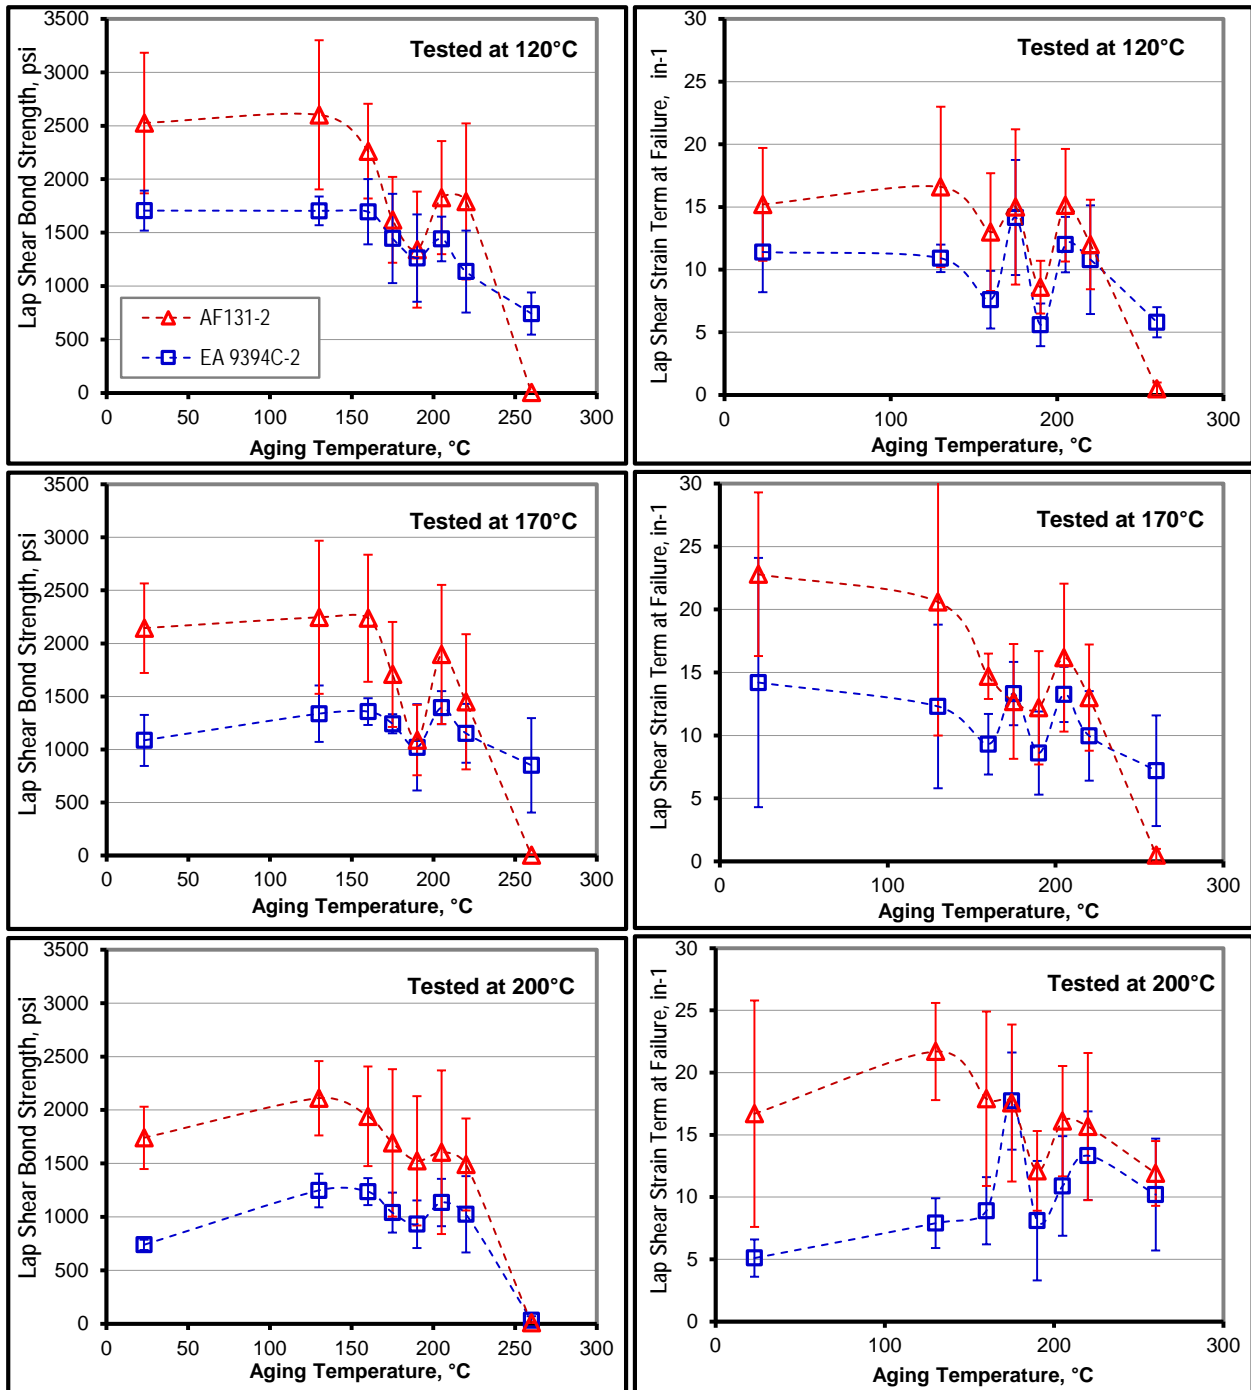 Tested at 120°C
Lap Shear Bond Strength, psi
3500
3000
2500
2000
1500
1000
500
0
AF131-2
EA 9394C-2
0 50 100 150 200 250 300
Aging Temperature, °C
Tested at 120°C
Lap Shear Strain Term at Failure, in-1
30
25
20
15
10
5
0
0 100 200 300
Aging Temperature, °C
Tested at 170°C
Lap Shear Bond Strength, psi
3500
3000
2500
2000
1500
1000
500
0
0 50 100 150 200 250 300
Aging Temperature, °C
Tested at 170°C
Lap Shear Strain Term at Failure, in-1
30
25
20
15
10
5
0
0 100 200 300
Aging Temperature, °C
Tested at 200°C
Lap Shear Bond Strength, psi
3500
3000
2500
2000
1500
1000
500
0
0 50 100 150 200 250 300
Aging Temperature, °C
Tested at 200°C
Lap Shear Strain Term at Failure, in-1
30
25
20
15
10
5
0
0 100 200 300
Aging Temperature, °C